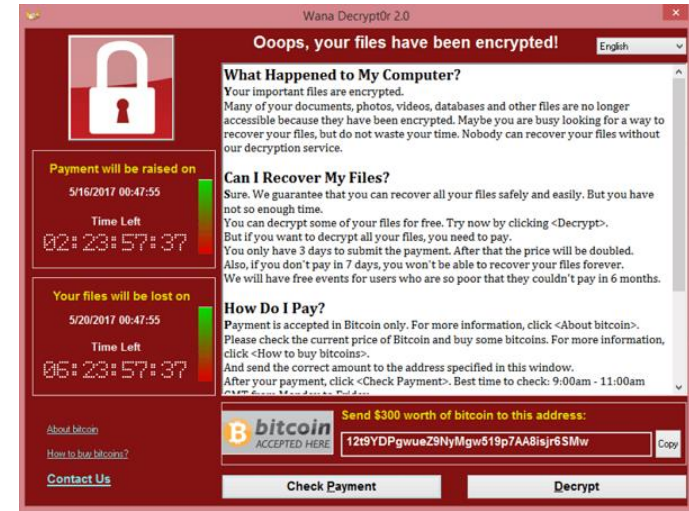 Wana Decrypt0r 2.0
Ooops, your files have been encrypted!
English
Payment will be raised on
5/16/2017 00:47:55
Time Left
02:23:57:37
Your files will be lost on
5/20/2017 00:47:55
Time Left
06:23:57:37
About bitcoin
How to buy bitcoins?
Contact Us
What Happened to My Computer?
Your important files are encrypted.
Many of your documents, photos, videos, databases and other files are no longer
accessible because they have been encrypted. Maybe you are busy looking for a way to
recover your files, but do not waste your time. Nobody can recover your files without
our decryption service.
Can I Recover My Files?
Sure. We guarantee that you can recover all your files safely and easily. But you have
not so enough time.
You can decrypt some of your files for free. Try now by clicking <Decrypt>.
But if you want to decrypt all your files, you need to pay.
You only have 3 days to submit the payment. After that the price will be doubled.
Also, if you don't pay in 7 days, you won't be able to recover your files forever.
We will have free events for users who are so poor that they couldn't pay in 6 months.
How Do I Pay?
Payment is accepted in Bitcoin only. For more information, click <About bitcoin>.
Please check the current price of Bitcoin and buy some bitcoins. For more information,
click <How to buy bitcoins>.
And send the correct amount to the address specified in this window.
After your payment, click <Check Payment>. Best time to check: 9:00am - 11:00am
GMT from Monday to Friday
bitcoin
ACCEPTED HERE
Send $300 worth of bitcoin to this address:
12t9YDPgwueZ9NyMgw519p7AA8isjr6SMw
Copy
Check Payment
Decrypt